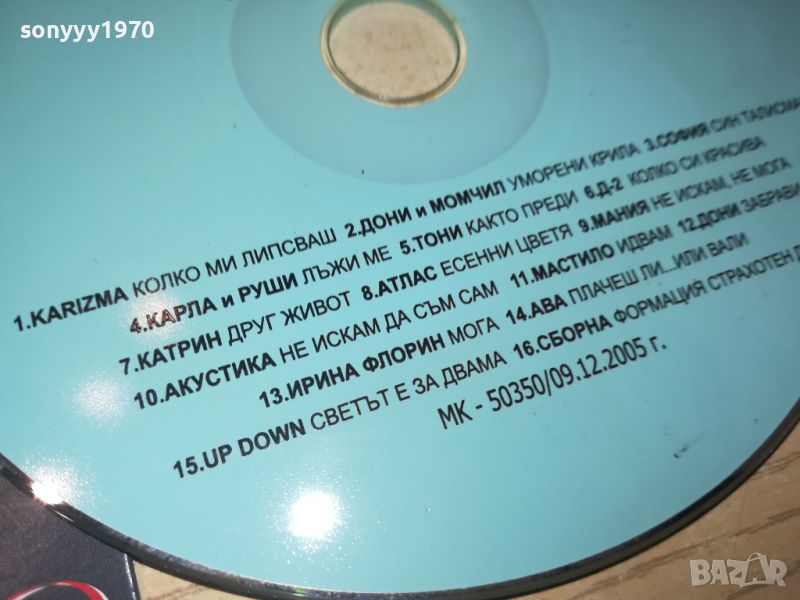 sonyyy1970
1.KARIZMA КОЛКО МИ ЛИПСВАШ 2.ДОНИ и МОМЧИЛ УМОРЕНИ КРИЛА 3.СОФИЯ СИН ТАЛИСМА
4.КАРЛА и РУШИ ЛЪЖИ МЕ 5.ТОНИ КАКТО ПРЕДИ 6.Д-2 КОЛКО СИ КРАСИВА
7.КАТРИН ДРУГ ЖИВОТ 8.АТЛАС ЕСЕННИ ЦВЕТЯ 9.МАНИЯ НЕ ИСКАМ, НЕ МОГА
10.АКУСТИКА НЕ ИСКАМ ДА СЪМ САМ 11.МАСТИЛО ИДВАМ 12.ДОНИ ЗАБРАВИ
13.ИРИНА ФЛОРИН МОГА 14.АВА ПЛАЧЕШ ЛИ...ИЛИ ВАЛИ
15.UP DOWN СВЕТЪТ Е ЗА ДВАМА 16.СБОРНА ФОРМАЦИЯ СТРАХОТЕН Д
МК - 50350/09.12.2005 г.
BAZAR